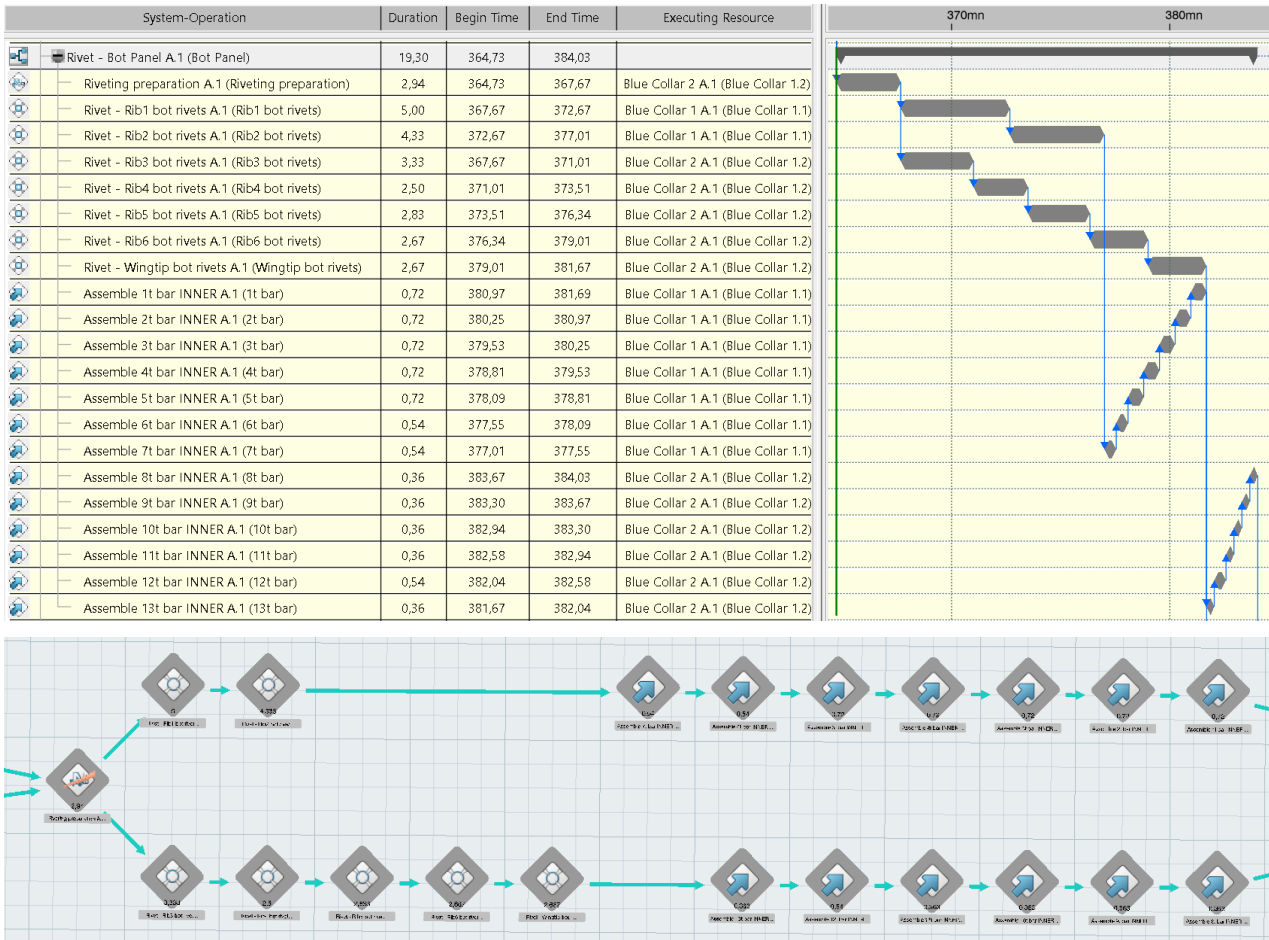 System-Operation Duration Begin Time End Time Executing Resource 370mn 380mn
Rivet - Bot Panel A.1 (Bot Panel) 19,30 364,73 384,03
Riveting preparation A.1 (Riveting preparation) 2,94 364,73 367,67 Blue Collar 2 A.1 (Blue Collar 1.2)
Rivet - Rib1 bot rivets A.1 (Rib1 bot rivets) 5,00 367,67 372,67 Blue Collar 1 A.1 (Blue Collar 1.1)
Rivet - Rib2 bot rivets A.1 (Rib2 bot rivets) 4,33 372,67 377,01 Blue Collar 1 A.1 (Blue Collar 1.1)
Rivet - Rib3 bot rivets A.1 (Rib3 bot rivets) 3,33 367,67 371,01 Blue Collar 2 A.1 (Blue Collar 1.2)
Rivet - Rib4 bot rivets A.1 (Rib4 bot rivets) 2,50 371,01 373,51 Blue Collar 2 A.1 (Blue Collar 1.2)
Rivet - Rib5 bot rivets A.1 (Rib5 bot rivets) 2,83 373,51 376,34 Blue Collar 2 A.1 (Blue Collar 1.2)
Rivet - Rib6 bot rivets A.1 (Rib6 bot rivets) 2,67 376,34 379,01 Blue Collar 2 A.1 (Blue Collar 1.2)
Rivet - Wingtip bot rivets A.1 (Wingtip bot rivets) 2,67 379,01 381,67 Blue Collar 2 A.1 (Blue Collar 1.2)
Assemble 1t bar INNER A.1 (1t bar) 0,72 380,97 381,69 Blue Collar 1 A.1 (Blue Collar 1.1)
Assemble 2t bar INNER A.1 (2t bar) 0,72 380,25 380,97 Blue Collar 1 A.1 (Blue Collar 1.1)
Assemble 3t bar INNER A.1 (3t bar) 0,72 379,53 380,25 Blue Collar 1 A.1 (Blue Collar 1.1)
Assemble 4t bar INNER A.1 (4t bar) 0,72 378,81 379,53 Blue Collar 1 A.1 (Blue Collar 1.1)
Assemble 5t bar INNER A.1 (5t bar) 0,72 378,09 378,81 Blue Collar 1 A.1 (Blue Collar 1.1)
Assemble 6t bar INNER A.1 (6t bar) 0,54 377,55 378,09 Blue Collar 1 A.1 (Blue Collar 1.1)
Assemble 7t bar INNER A.1 (7t bar) 0,54 377,01 377,55 Blue Collar 1 A.1 (Blue Collar 1.1)
Assemble 8t bar INNER A.1 (8t bar) 0,36 383,67 384,03 Blue Collar 2 A.1 (Blue Collar 1.2)
Assemble 9t bar INNER A.1 (9t bar) 0,36 383,30 383,67 Blue Collar 2 A.1 (Blue Collar 1.2)
Assemble 10t bar INNER A.1 (10t bar) 0,36 382,94 383,30 Blue Collar 2 A.1 (Blue Collar 1.2)
Assemble 11t bar INNER A.1 (11t bar) 0,36 382,58 382,94 Blue Collar 2 A.1 (Blue Collar 1.2)
Assemble 12t bar INNER A.1 (12t bar) 0,54 382,04 382,58 Blue Collar 2 A.1 (Blue Collar 1.2)
Assemble 13t bar INNER A.1 (13t bar) 0,36 381,67 382,04 Blue Collar 2 A.1 (Blue Collar 1.2)